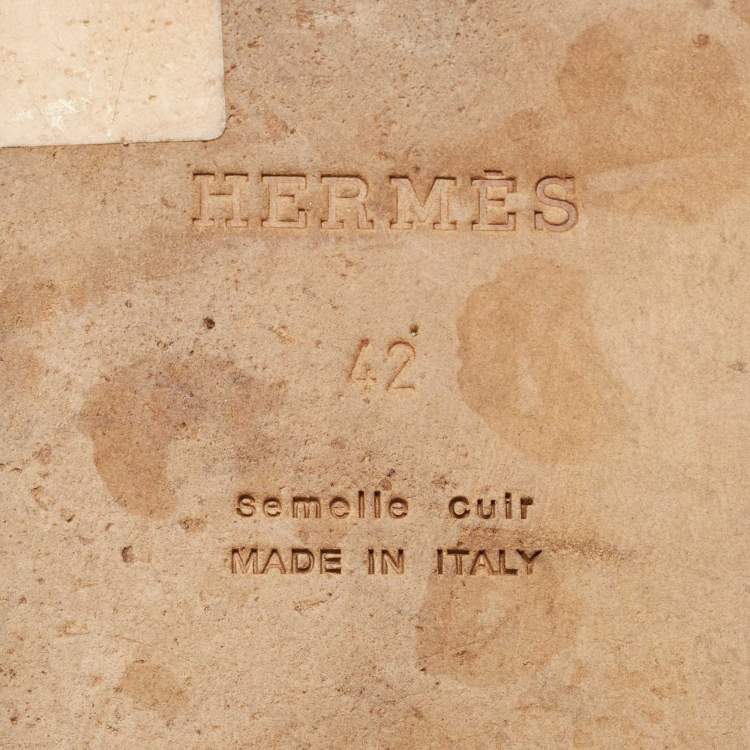 HERMÈS
42
semelle cuir
MADE IN ITALY